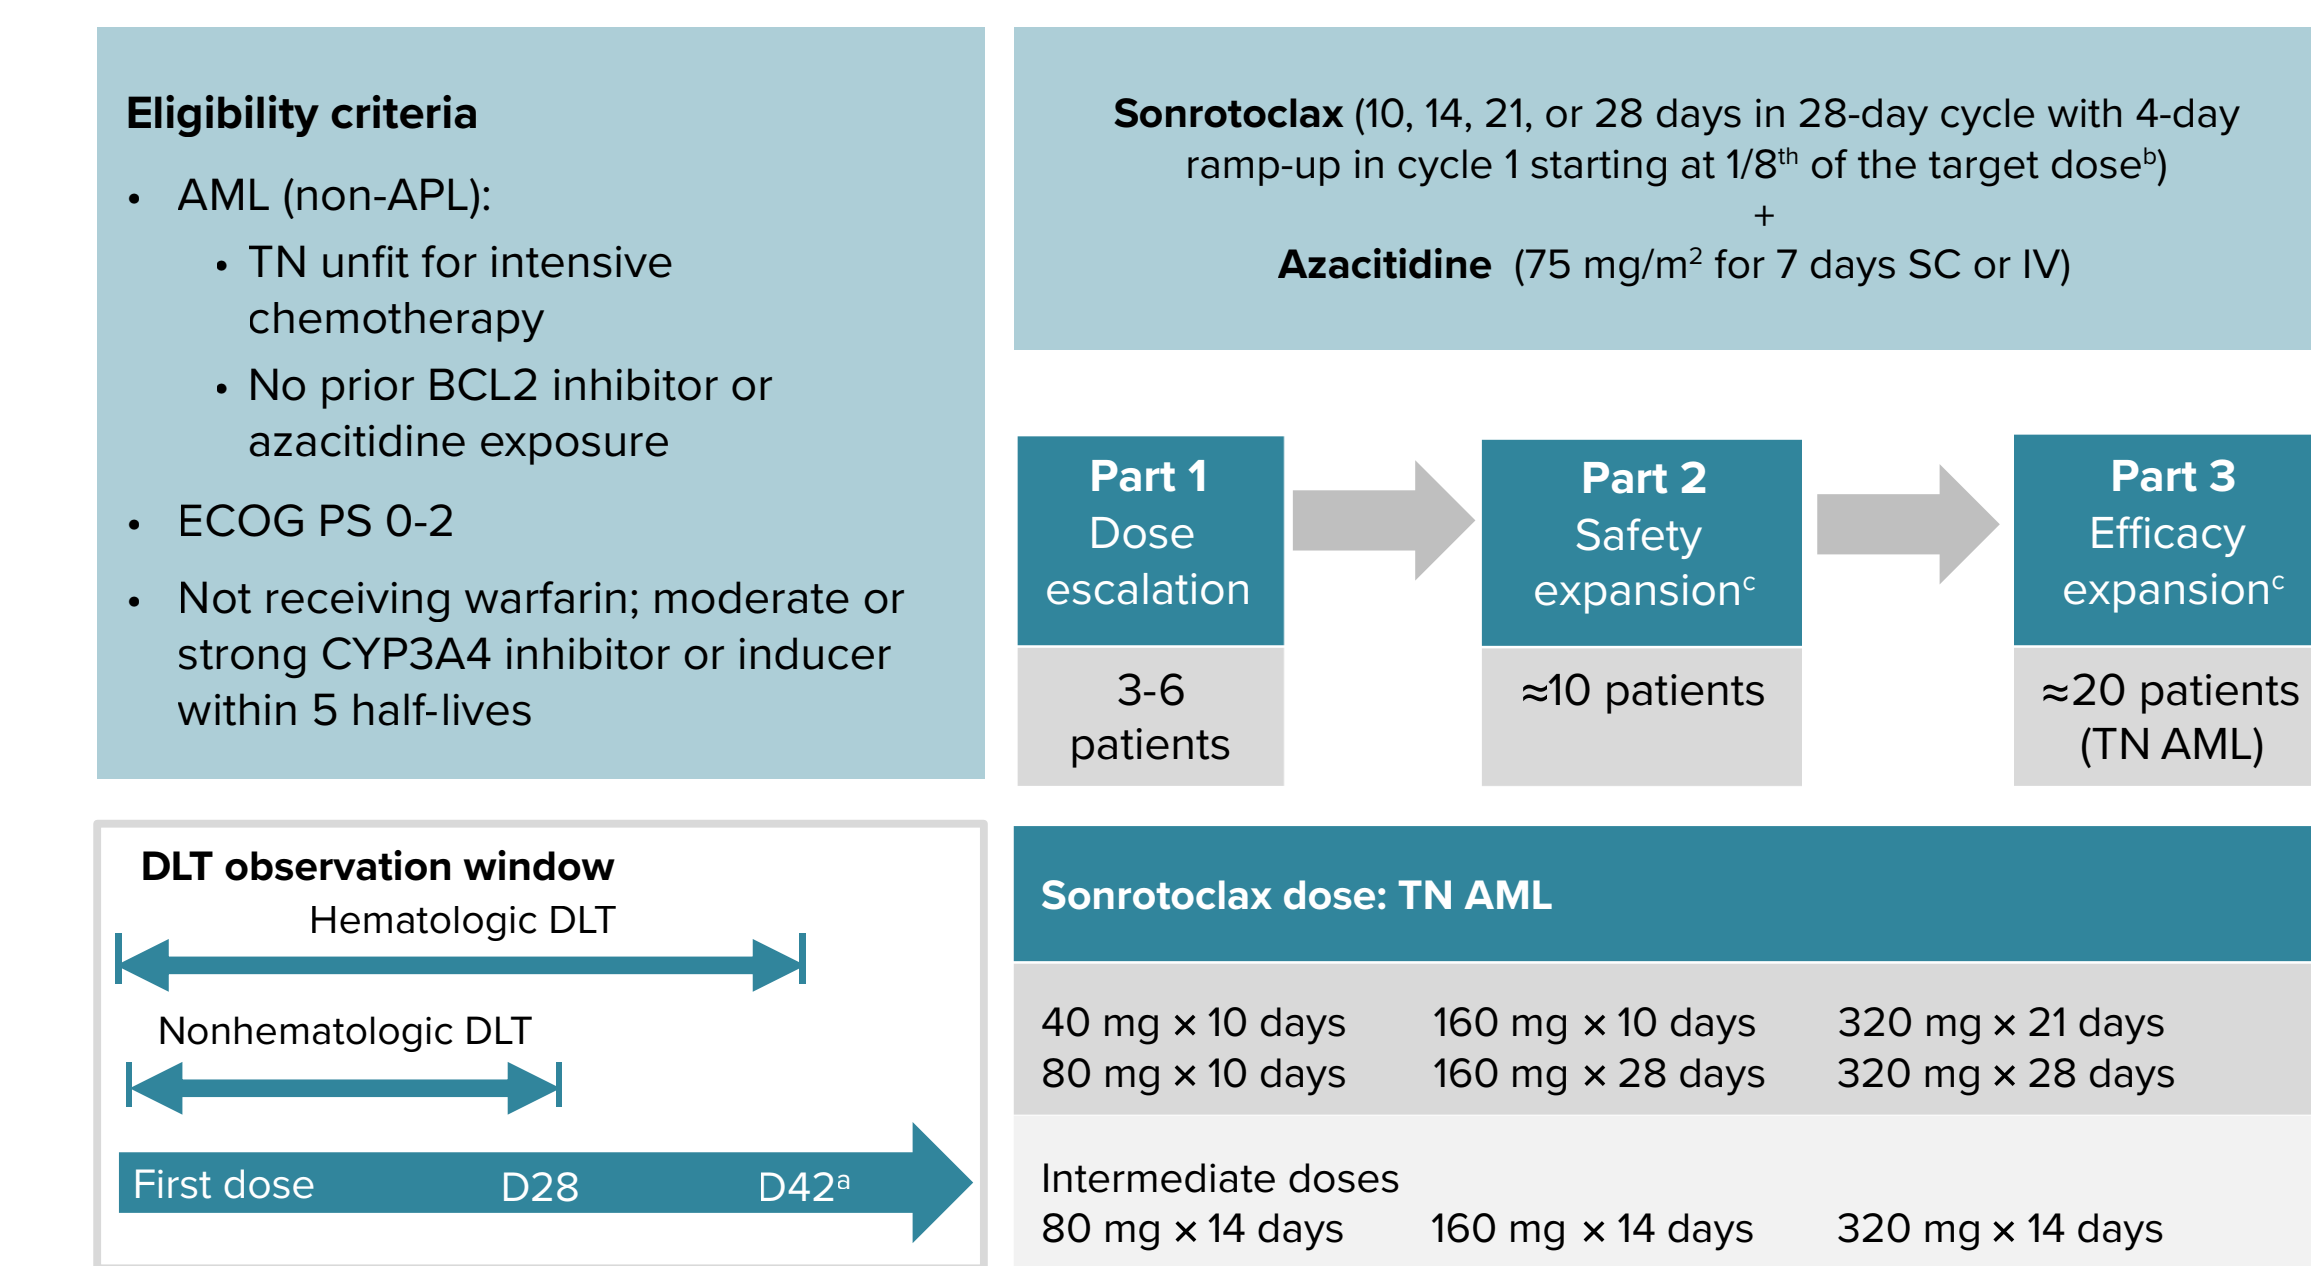 Eligibility criteria
• AML (non-APL):
• TN unfit for intensive
chemotherapy
• No prior BCL2 inhibitor or
azacitidine exposure
• ECOG PS 0-2
• Not receiving warfarin; moderate or
strong CYP3A4 inhibitor or inducer
within 5 half-lives
Sonrotoclax (10, 14, 21, or 28 days in 28-day cycle with 4-day
ramp-up in cycle 1 starting at 1/8th of the target doseb)
+
Azacitidine (75 mg/m2 for 7 days SC or IV)
Part 1
Dose
escalation
3-6
patients
Part 2
Safety
expansionc
≈10 patients
Part 3
Efficacy
expansionc
≈20 patients
(TN AML)
DLT observation window
Hematologic DLT
Nonhematologic DLT
First dose D28 D42a
Sonrotoclax dose: TN AML
40 mg × 10 days 160 mg × 10 days 320 mg × 21 days
80 mg × 10 days 160 mg × 28 days 320 mg × 28 days
Intermediate doses
80 mg × 14 days 160 mg × 14 days 320 mg × 14 days